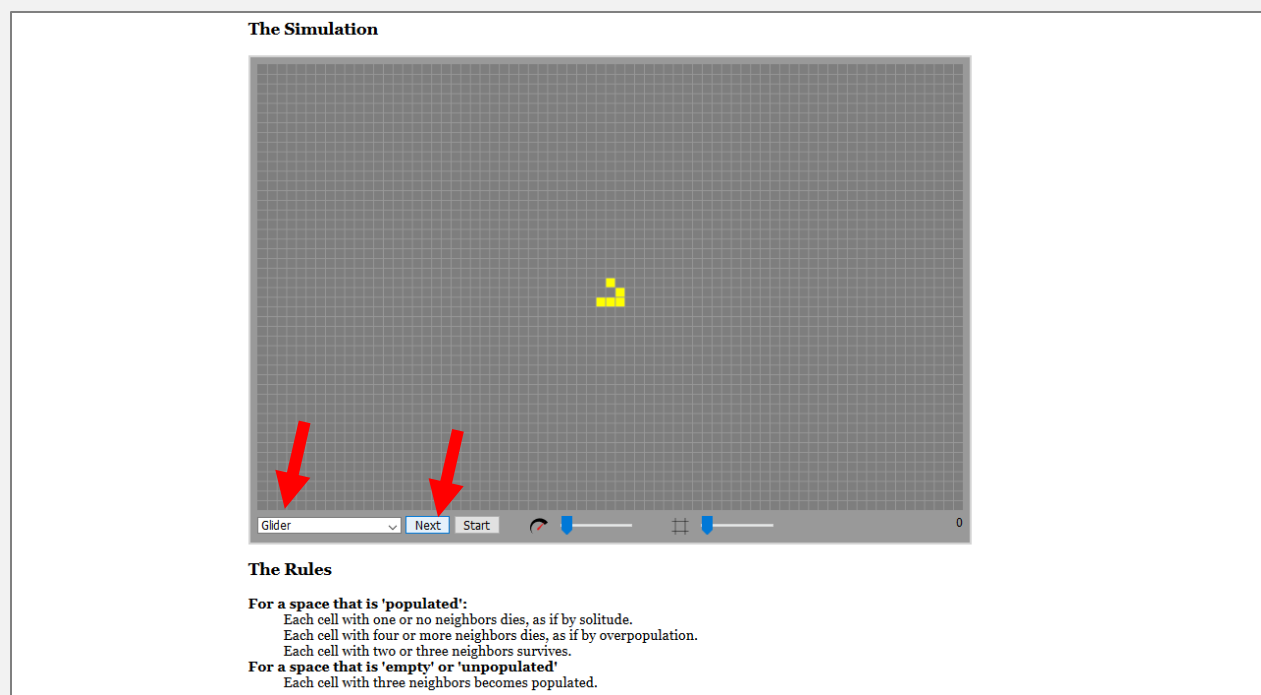 The Simulation
Glider Next Start 0
The Rules
For a space that is 'populated':
Each cell with one or no neighbors dies, as if by solitude.
Each cell with four or more neighbors dies, as if by overpopulation.
Each cell with two or three neighbors survives.
For a space that is 'empty' or 'unpopulated'
Each cell with three neighbors becomes populated.